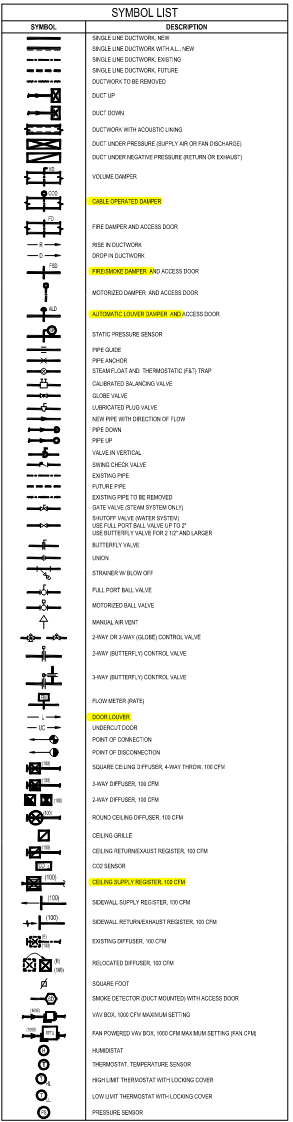 SYMBOL LIST
SYMBOL DESCRIPTION
SINGLE LINE DUCTWORK, NEW
SINGLE LINE DUCTWORK WITH A.L., NEW
SINGLE LINE DUCTWORK, EXISTING
SINGLE LINE DUCTWORK, FUTURE
DUCTWORK TO BE REMOVED
DUCT UP
DUCT DOWN
DUCTWORK WITH ACOUSTIC LINING
DUCT UNDER PRESSURE (SUPPLY AIR OR FAN DISCHARGE)
DUCT UNDER NEGATIVE PRESSURE (RETURN OR EXHAUST)
VD
VOLUME DAMPER
COD
CABLE OPERATED DAMPER
FD
FIRE DAMPER AND ACCESS DOOR
R RISE IN DUCTWORK
D DROP IN DUCTWORK
FSD
FIRE/SMOKE DAMPER AND ACCESS DOOR
MOTORIZED DAMPER AND ACCESS DOOR
ALD
AUTOMATIC LOUVER DAMPER AND ACCESS DOOR
STATIC PRESSURE SENSOR
PIPE GUIDE
PIPE ANCHOR
STEAM FLOAT AND THERMOSTATIC (F&T) TRAP
CALIBRATED BALANCING VALVE
GLOBE VALVE
LUBRICATED PLUG VALVE
NEW PIPE WITH DIRECTION OF FLOW
PIPE DOWN
PIPE UP
VALVE IN VERTICAL
SWING CHECK VALVE
EXISTING PIPE
FUTURE PIPE
EXISTING PIPE TO BE REMOVED
GATE VALVE (STEAM SYSTEM ONLY)
SHUTOFF VALVE (WATER SYSTEM)
USE FULL PORT BALL VALVE UP TO 2"
USE BUTTERFLY VALVE FOR 2 1/2" AND LARGER
BUTTERFLY VALVE
UNION
STRAINER W/ BLOW OFF
FULL PORT BALL VALVE
MOTORIZED BALL VALVE
MANUAL AIR VENT
2-WAY OR 3-WAY (GLOBE) CONTROL VALVE
2-WAY (BUTTERFLY) CONTROL VALVE
3-WAY (BUTTERFLY) CONTROL VALVE
FLOW METER (RATE)
L DOOR LOUVER
UC UNDERCUT DOOR
POINT OF CONNECTION
POINT OF DISCONNECTION
(100) SQUARE CEILING DIFFUSER, 4-WAY THROW, 100 CFM
(100) 3-WAY DIFFUSER, 100 CFM
(100) 2-WAY DIFFUSER, 100 CFM
(100) ROUND CEILING DIFFUSER, 100 CFM
CEILING GRILLE
(100) CEILING RETURN/EXAUST REGISTER, 100 CFM
CO2 SENSOR
(100) CEILING SUPPLY REGISTER, 100 CFM
(100) SIDEWALL SUPPLY REGISTER, 100 CFM
(100) SIDEWALL RETURN/EXHAUST REGISTER, 100 CFM
(E)
(100) EXISTING DIFFUSER, 100 CFM
(R)
(100) RELOCATED DIFFUSER, 100 CFM
SQUARE FOOT
SMOKE DETECTOR (DUCT MOUNTED) WITH ACCESS DOOR
VAV BOX, 1000 CFM MAXIMUM SETTING
FAN POWERED VAV BOX, 1000 CFM MAXIMUM SETTING (FAN CFM)
HUMIDISTAT
THERMOSTAT, TEMPERATURE SENSOR
HL HIGH LIMIT THERMOSTAT WITH LOCKING COVER
LOW LIMIT THERMOSTAT WITH LOCKING COVER
PRESSURE SENSOR